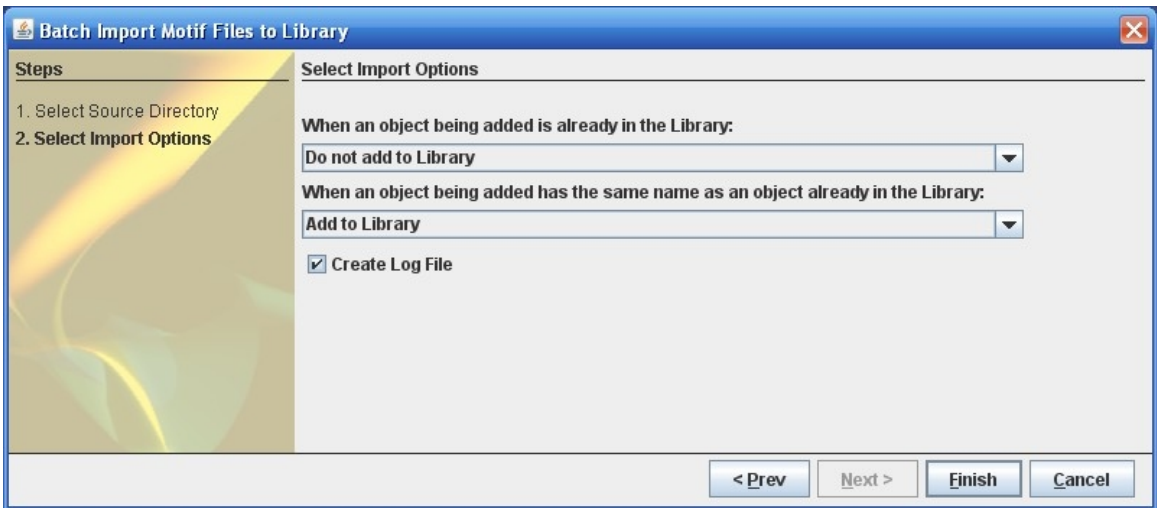 Batch Import Motif Files to Library
Steps
1. Select Source Directory
2. Select Import Options
Select Import Options
When an object being added is already in the Library:
Do not add to Library
When an object being added has the same name as an object already in the Library:
Add to Library
Create Log File
< Prev
Next >
Finish
Cancel